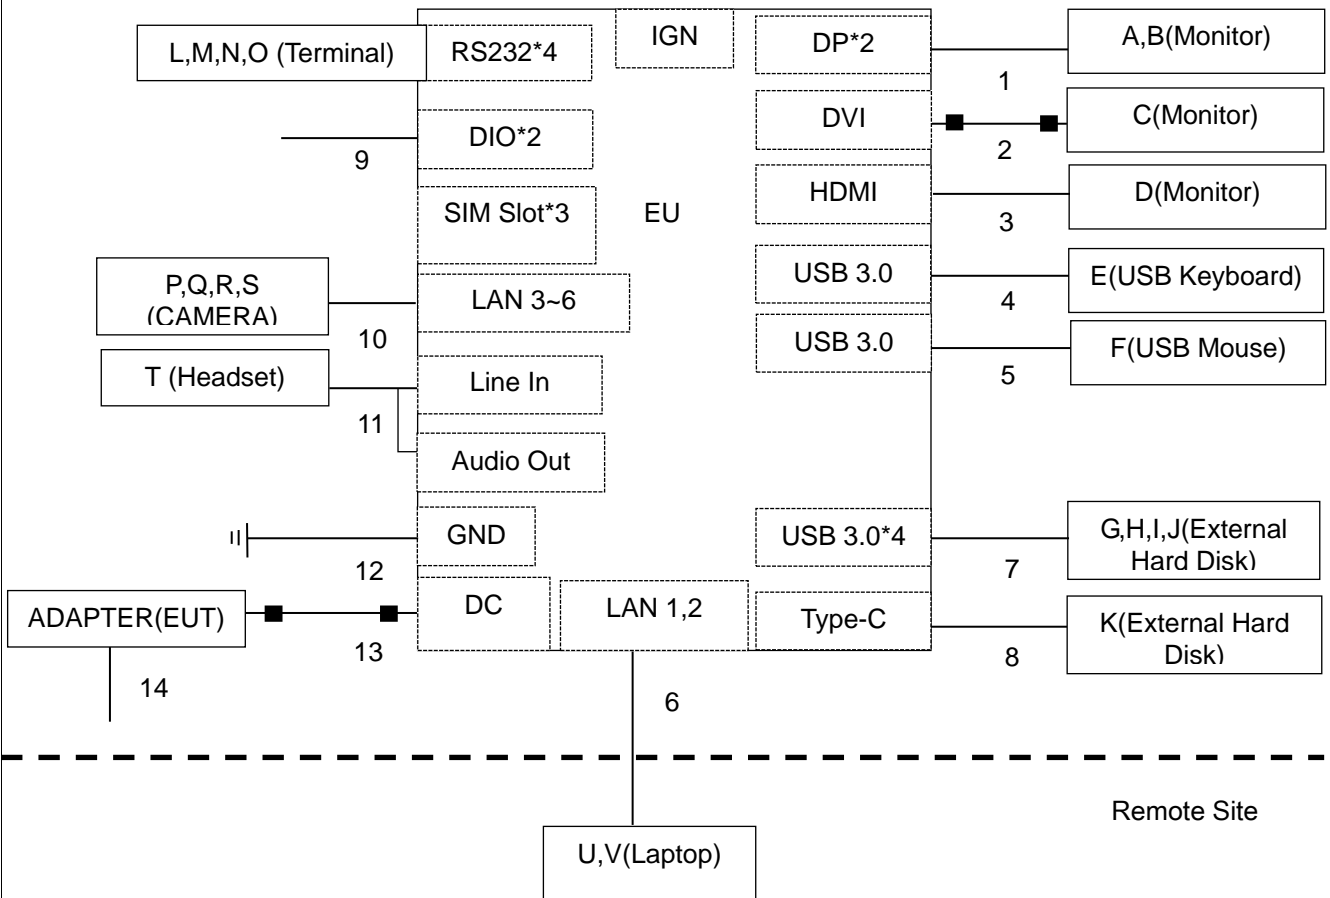 IGN
L,M,N,O (Terminal)
RS232*4
DP*2
A,B(Monitor)
1
DVI
C(Monitor)
2
DIO*2
9
HDMI
D(Monitor)
3
SIM Slot*3
EU
USB 3.0
E(USB Keyboard)
4
P,Q,R,S
(CAMERA)
LAN 3~6
10
USB 3.0
F(USB Mouse)
5
T (Headset)
Line In
11
Audio Out
GND
12
USB 3.0*4
G,H,I,J(External
Hard Disk)
7
ADAPTER(EUT)
DC
13
LAN 1,2
Type-C
K(External Hard
Disk)
8
14
6
Remote Site
U,V(Laptop)